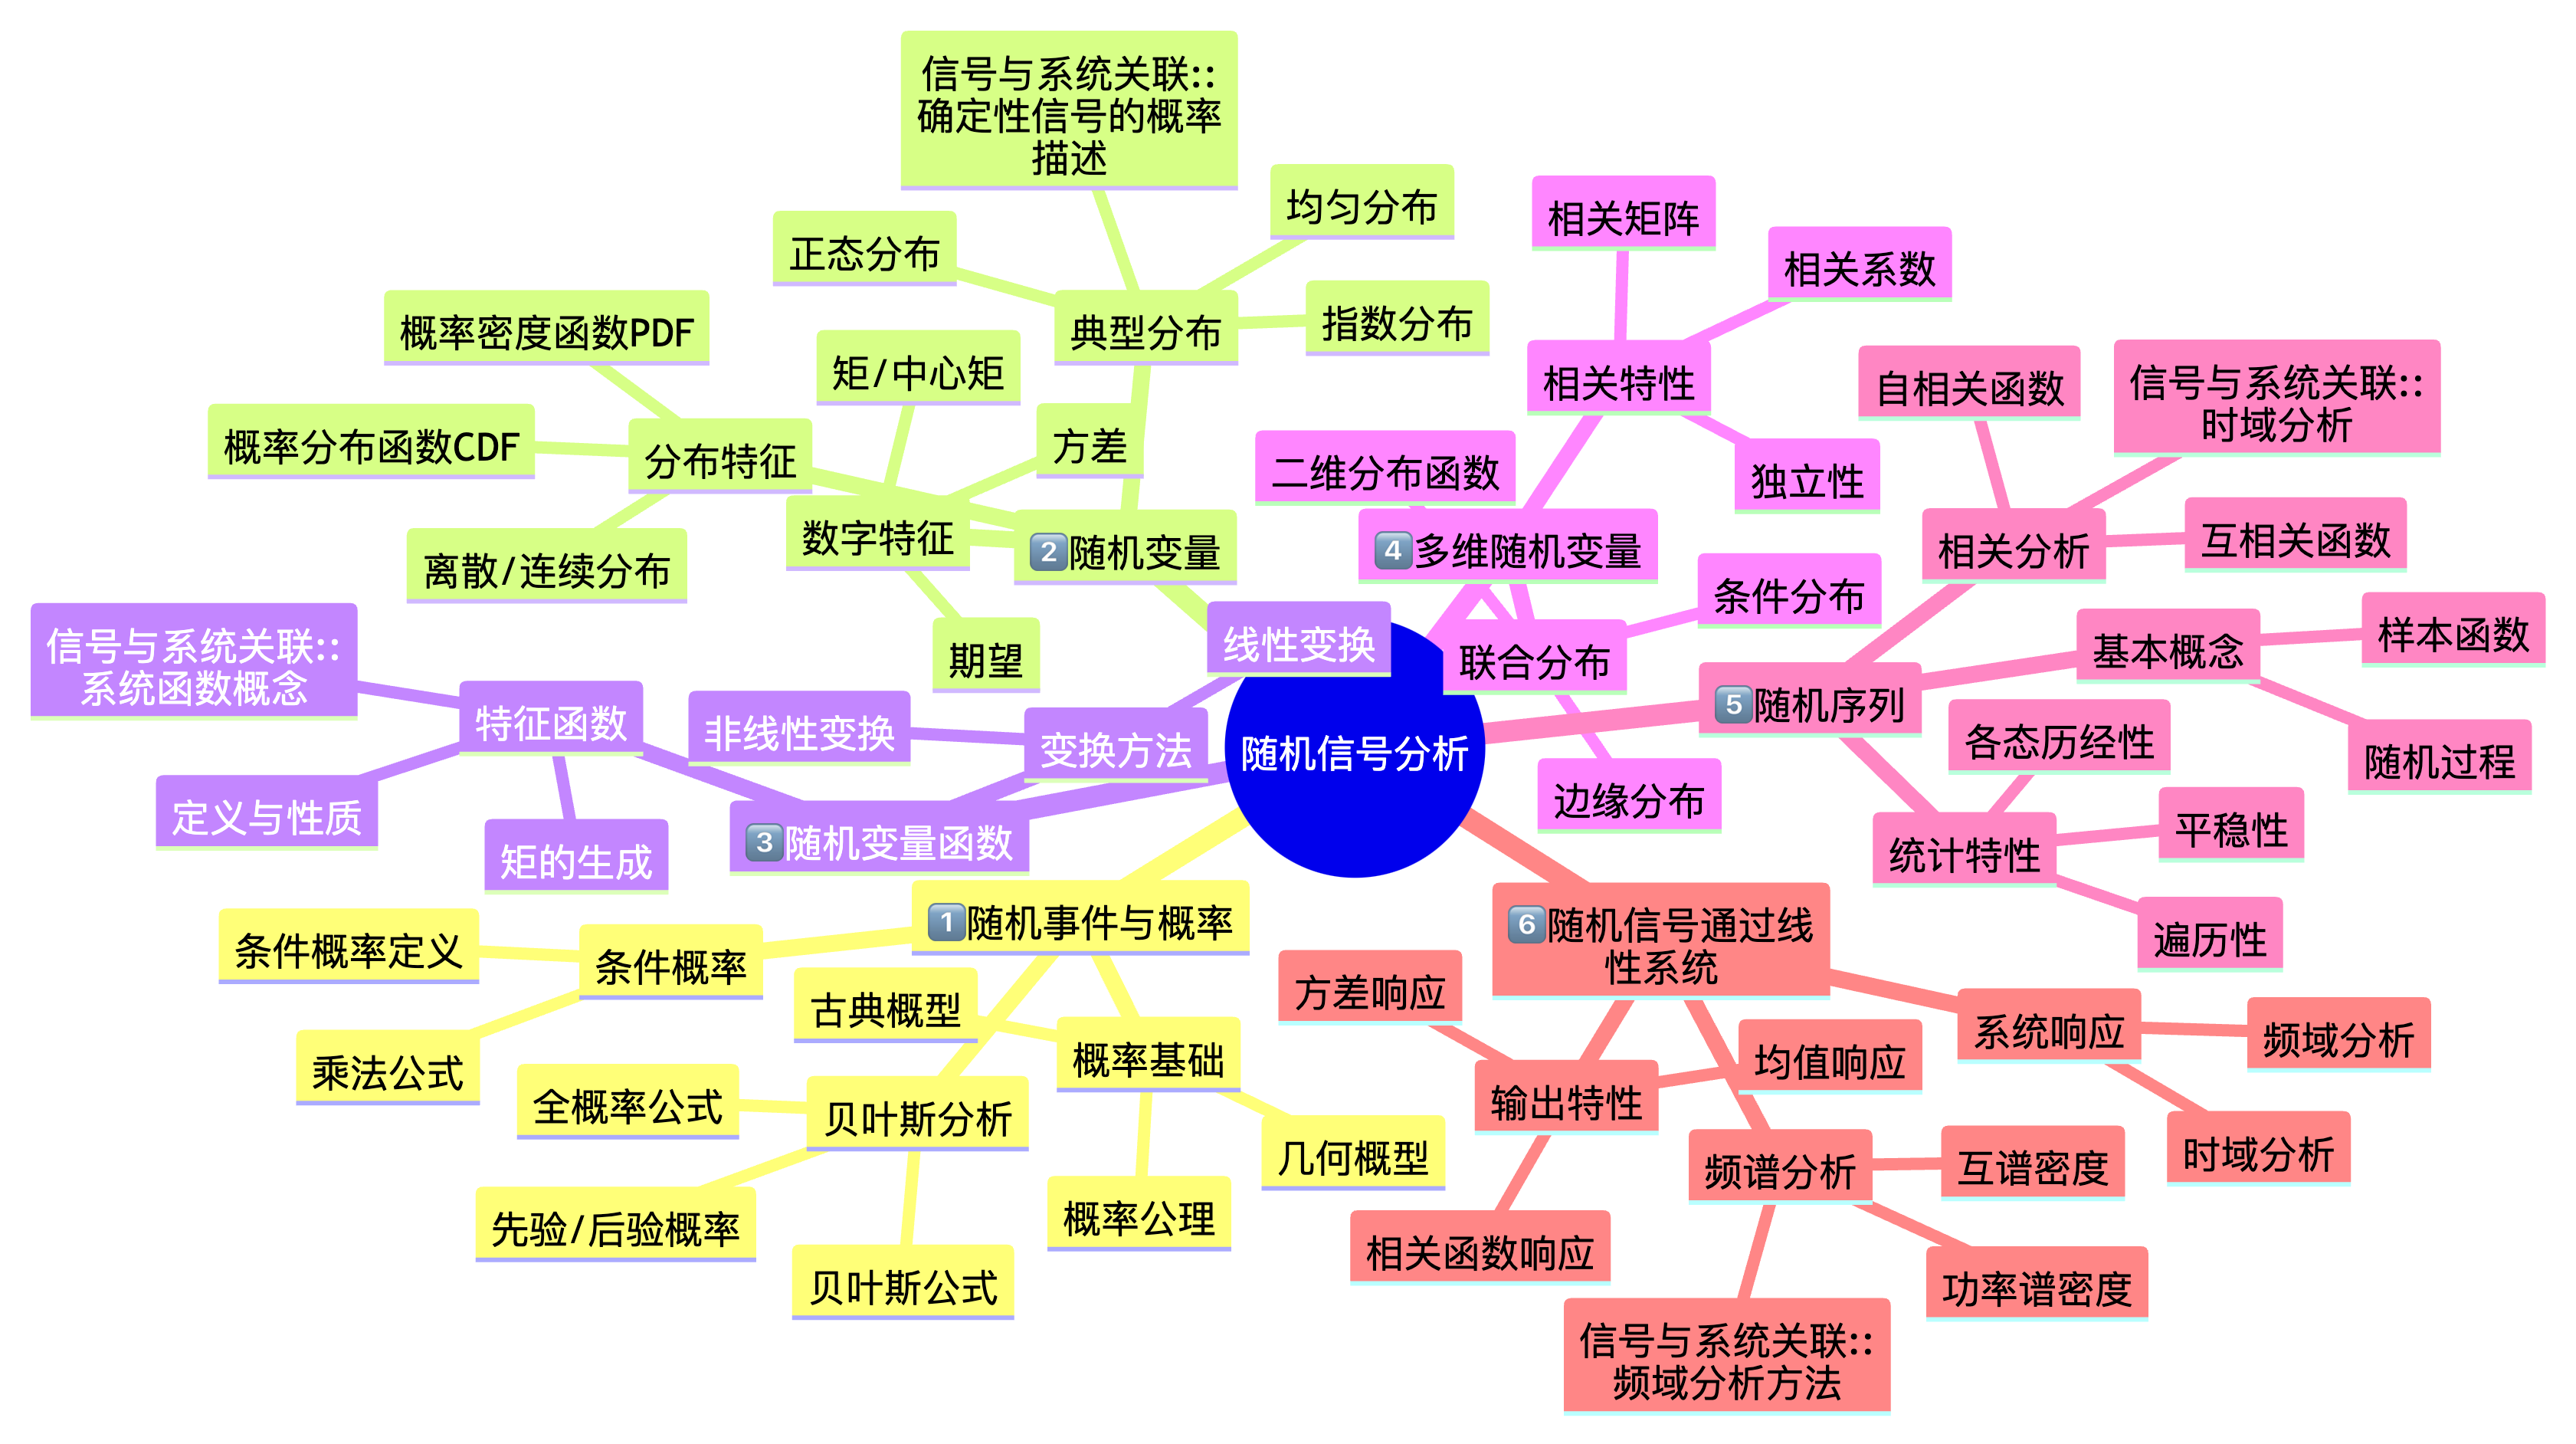 随机信号分析
1️⃣随机事件与概率
概率基础
古典概型
几何概型
概率公理
条件概率
条件概率定义
乘法公式
贝叶斯分析
全概率公式
先验/后验概率
贝叶斯公式
2️⃣随机变量
分布特征
概率密度函数PDF
概率分布函数CDF
离散/连续分布
数字特征
矩/中心矩
方差
期望
典型分布
正态分布
信号与系统关联::
确定性信号的概率
描述
均匀分布
指数分布
3️⃣随机变量函数
变换方法
线性变换
非线性变换
特征函数
信号与系统关联::
系统函数概念
定义与性质
矩的生成
4️⃣多维随机变量
联合分布
二维分布函数
条件分布
边缘分布
相关特性
相关矩阵
相关系数
独立性
5️⃣随机序列
基本概念
样本函数
随机过程
统计特性
各态历经性
平稳性
遍历性
相关分析
自相关函数
信号与系统关联::
时域分析
互相关函数
6️⃣随机信号通过线
性系统
系统响应
频域分析
时域分析
输出特性
方差响应
均值响应
相关函数响应
频谱分析
互谱密度
功率谱密度
信号与系统关联::
频域分析方法